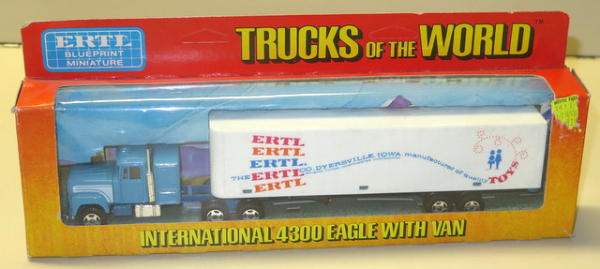 ERTL
BLUEPRINT
MINIATURE
TRUCKS OF THE WORLD™
ERTL
ERTL
ERTL.
THE ERTL CO. DYERSVILLE, IOWA. manufacturers of quality TOYS
ERTL
INTERNATIONAL 4300 EAGLE WITH VAN